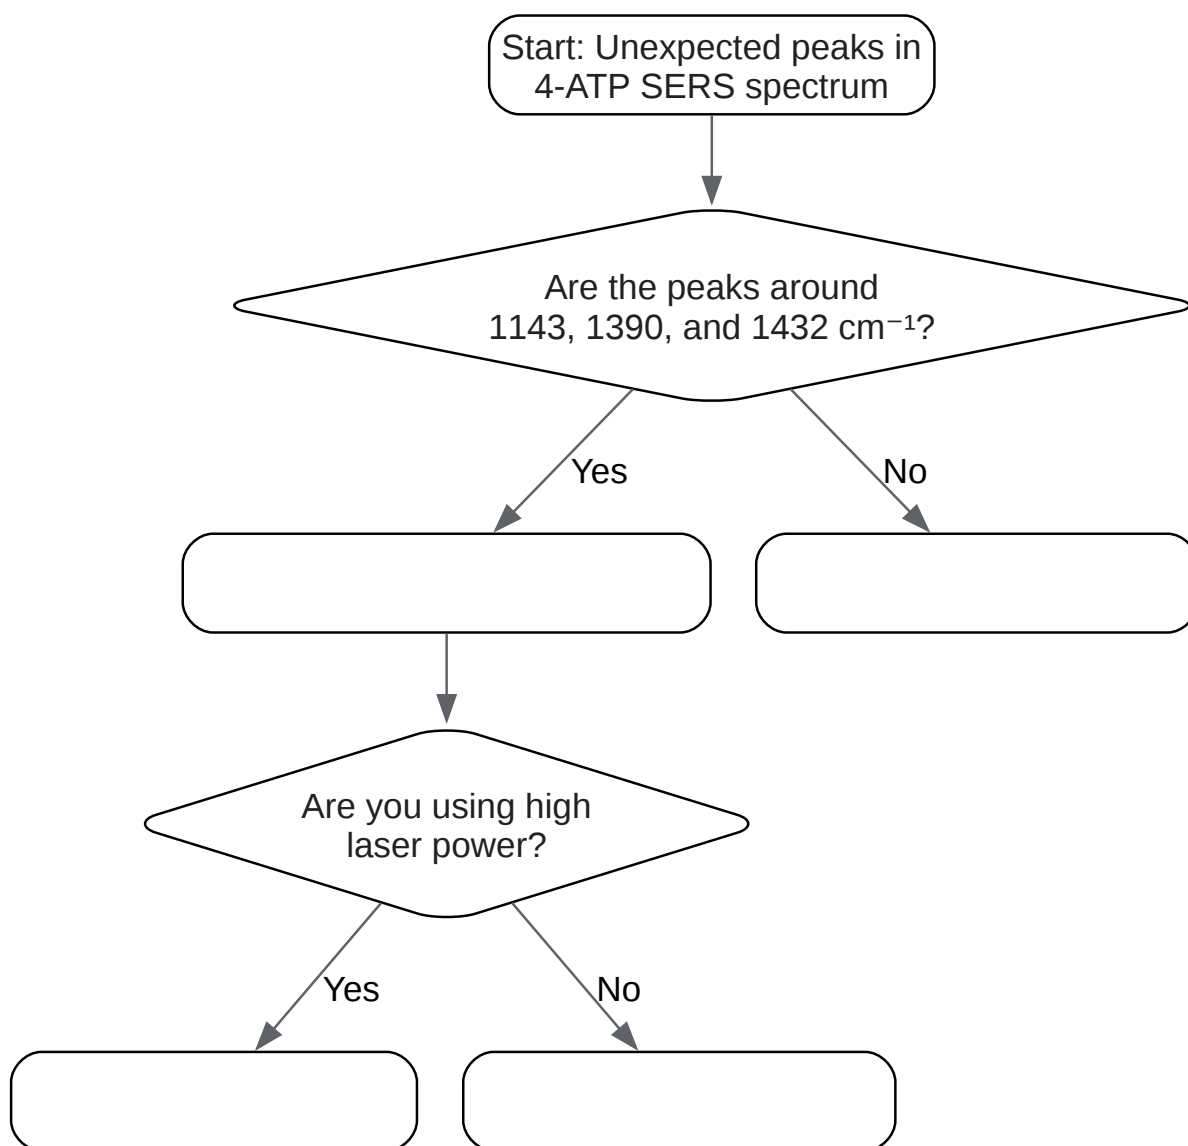 Start: Unexpected peaks in
4-ATP SERS spectrum
Are the peaks around
1143, 1390, and 1432 cm⁻¹?
Yes
No
Are you using high
laser power?
Yes
No